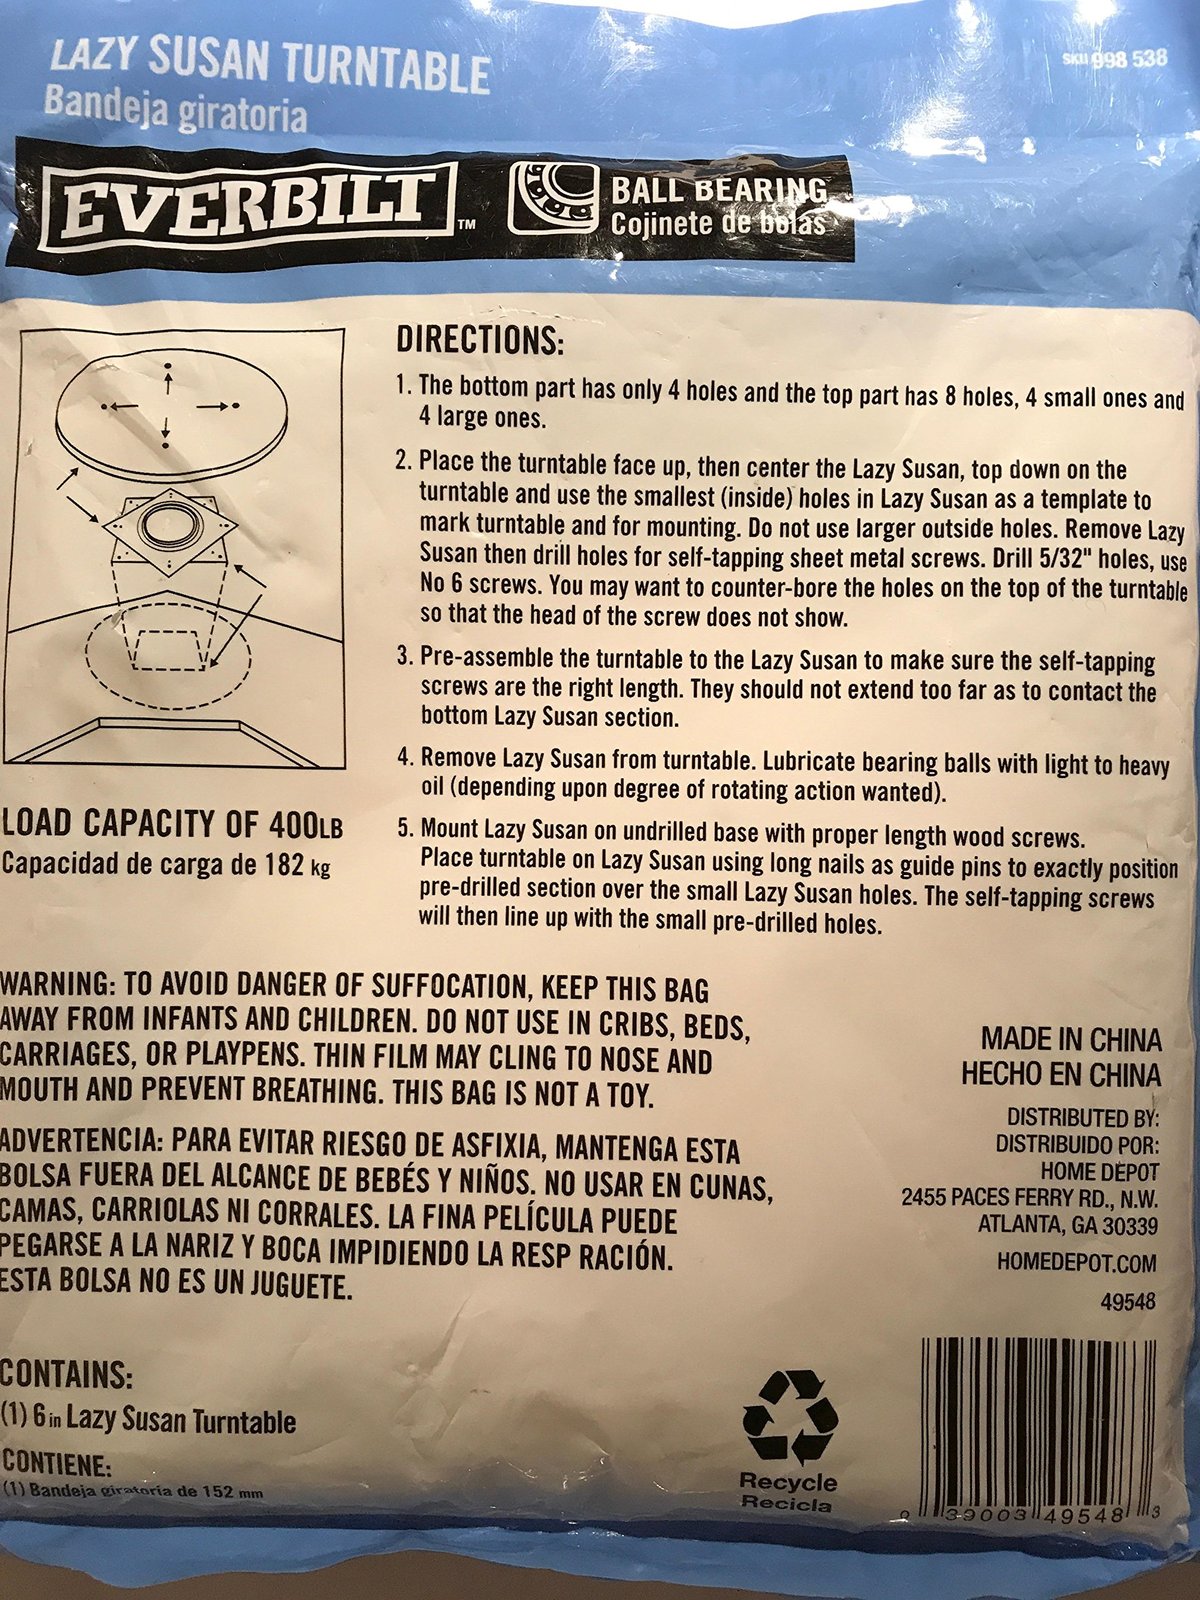 LAZY SUSAN TURNTABLE
Bandeja giratoria
SKU 998 538
EVERBILT™
BALL BEARING
Cojinete de bolas
DIRECTIONS:
1. The bottom part has only 4 holes and the top part has 8 holes, 4 small ones and
4 large ones.
2. Place the turntable face up, then center the Lazy Susan, top down on the
turntable and use the smallest (inside) holes in Lazy Susan as a template to
mark turntable and for mounting. Do not use larger outside holes. Remove Lazy
Susan then drill holes for self-tapping sheet metal screws. Drill 5/32" holes, use
No 6 screws. You may want to counter-bore the holes on the top of the turntable
so that the head of the screw does not show.
3. Pre-assemble the turntable to the Lazy Susan to make sure the self-tapping
screws are the right length. They should not extend too far as to contact the
bottom Lazy Susan section.
4. Remove Lazy Susan from turntable. Lubricate bearing balls with light to heavy
oil (depending upon degree of rotating action wanted).
5. Mount Lazy Susan on undrilled base with proper length wood screws.
Place turntable on Lazy Susan using long nails as guide pins to exactly position
pre-drilled section over the small Lazy Susan holes. The self-tapping screws
will then line up with the small pre-drilled holes.
LOAD CAPACITY OF 400LB
Capacidad de carga de 182 kg
WARNING: TO AVOID DANGER OF SUFFOCATION, KEEP THIS BAG
AWAY FROM INFANTS AND CHILDREN. DO NOT USE IN CRIBS, BEDS,
CARRIAGES, OR PLAYPENS. THIN FILM MAY CLING TO NOSE AND
MOUTH AND PREVENT BREATHING. THIS BAG IS NOT A TOY.
ADVERTENCIA: PARA EVITAR RIESGO DE ASFIXIA, MANTENGA ESTA
BOLSA FUERA DEL ALCANCE DE BEBÉS Y NIÑOS. NO USAR EN CUNAS,
CAMAS, CARRIOLAS NI CORRALES. LA FINA PELÍCULA PUEDE
PEGARSE A LA NARIZ Y BOCA IMPIDIENDO LA RESP RACIÓN.
ESTA BOLSA NO ES UN JUGUETE.
MADE IN CHINA
HECHO EN CHINA
DISTRIBUTED BY:
DISTRIBUIDO POR:
HOME DEPOT
2455 PACES FERRY RD., N.W.
ATLANTA, GA 30339
HOMEDEPOT.COM
49548
CONTAINS:
(1) 6 in Lazy Susan Turntable
CONTIENE:
(1) Bandeja giratoria de 152 mm
Recycle
Recicla
0 39003 49548 3